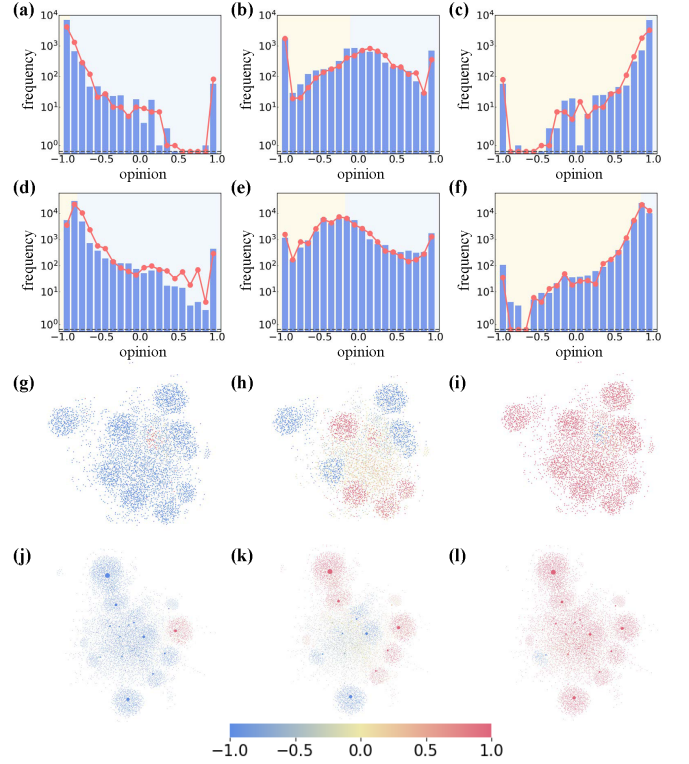 (a) (b) (c)
10^4 10^4 10^4
10^3 10^3 10^3
10^2 10^2 10^2
10^1 10^1 10^1
10^0 10^0 10^0
frequency frequency frequency
−1.0 −0.5 0.0 0.5 1.0 −1.0 −0.5 0.0 0.5 1.0 −1.0 −0.5 0.0 0.5 1.0
opinion opinion opinion
(d) (e) (f)
10^4 10^4 10^4
10^3 10^3 10^3
10^2 10^2 10^2
10^1 10^1 10^1
10^0 10^0 10^0
frequency frequency frequency
−1.0 −0.5 0.0 0.5 1.0 −1.0 −0.5 0.0 0.5 1.0 −1.0 −0.5 0.0 0.5 1.0
opinion opinion opinion
(g) (h) (i)
(j) (k) (l)
−1.0 −0.5 0.0 0.5 1.0